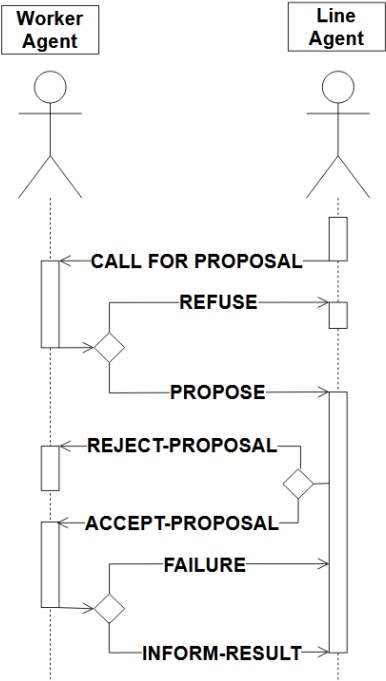 Worker
Agent
Line
Agent
CALL FOR PROPOSAL
REFUSE
PROPOSE
REJECT-PROPOSAL
ACCEPT-PROPOSAL
FAILURE
INFORM-RESULT